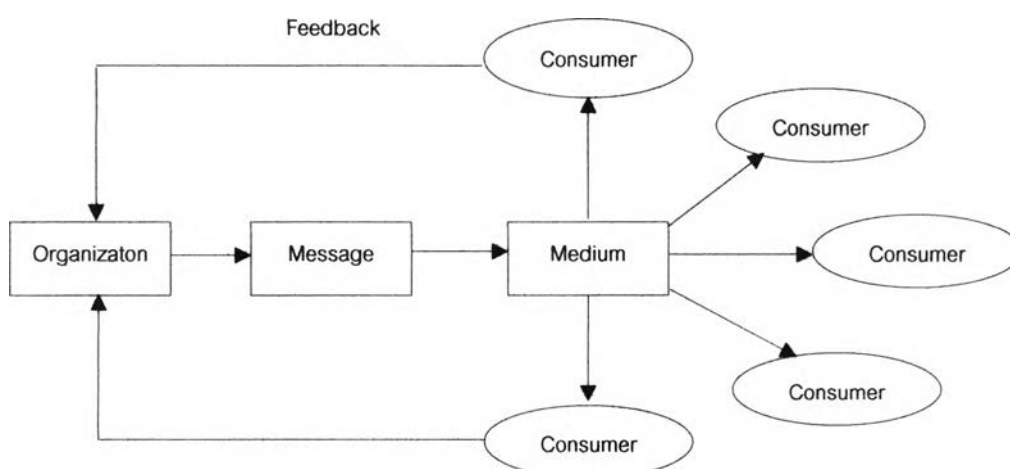 Feedback
Consumer
Consumer
Organizaton
Message
Medium
Consumer
Consumer
Consumer